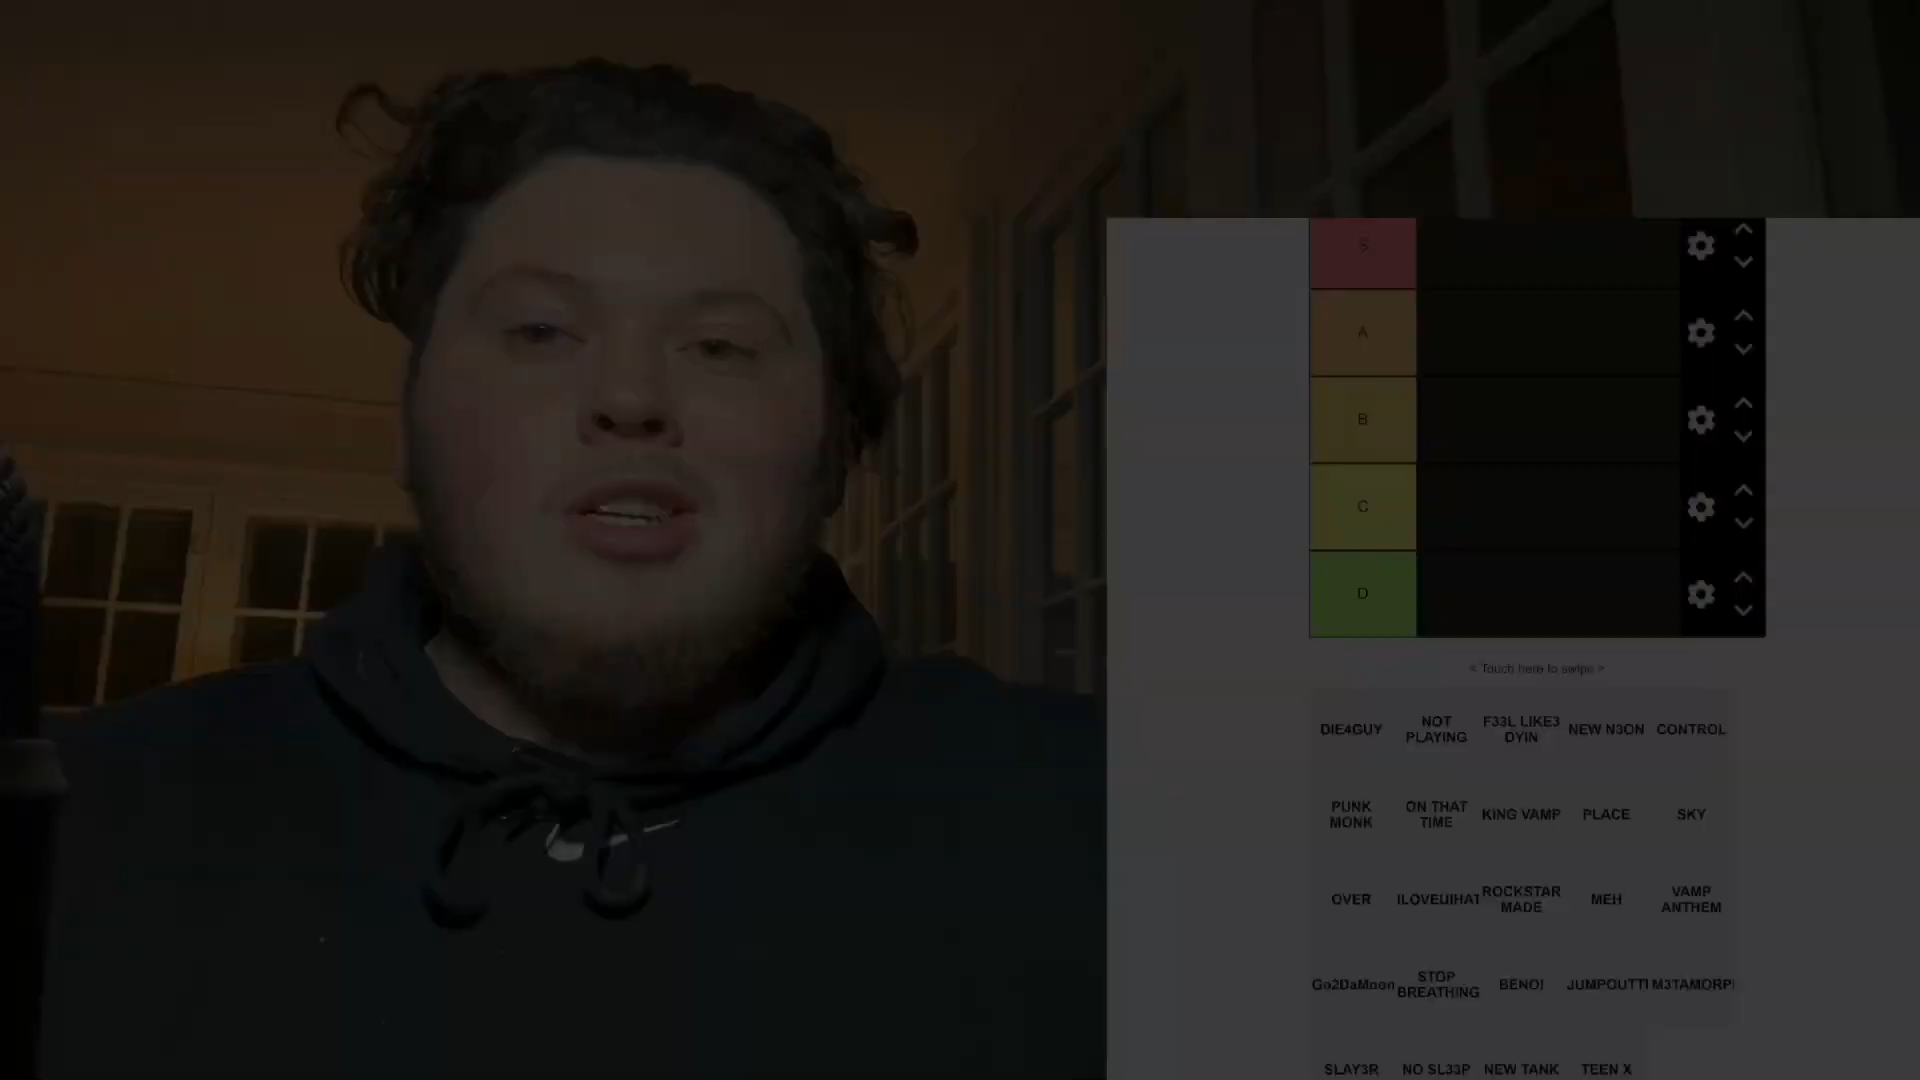 S
A
B
C
D
< Touch here to swipe >
DIE4GUY
NOT
PLAYING
F33L LIKE3
DYIN
NEW N3ON
CONTROL
PUNK
MONK
ON THAT
TIME
KING VAMP
PLACE
SKY
OVER
ILOVEUIHAT
ROCKSTAR
MADE
MEH
VAMP
ANTHEM
Go2DaMoon
STOP
BREATHING
BENO!
JUMPOUTTH
M3TAMORPH
SLAY3R
NO SL33P
NEW TANK
TEEN X